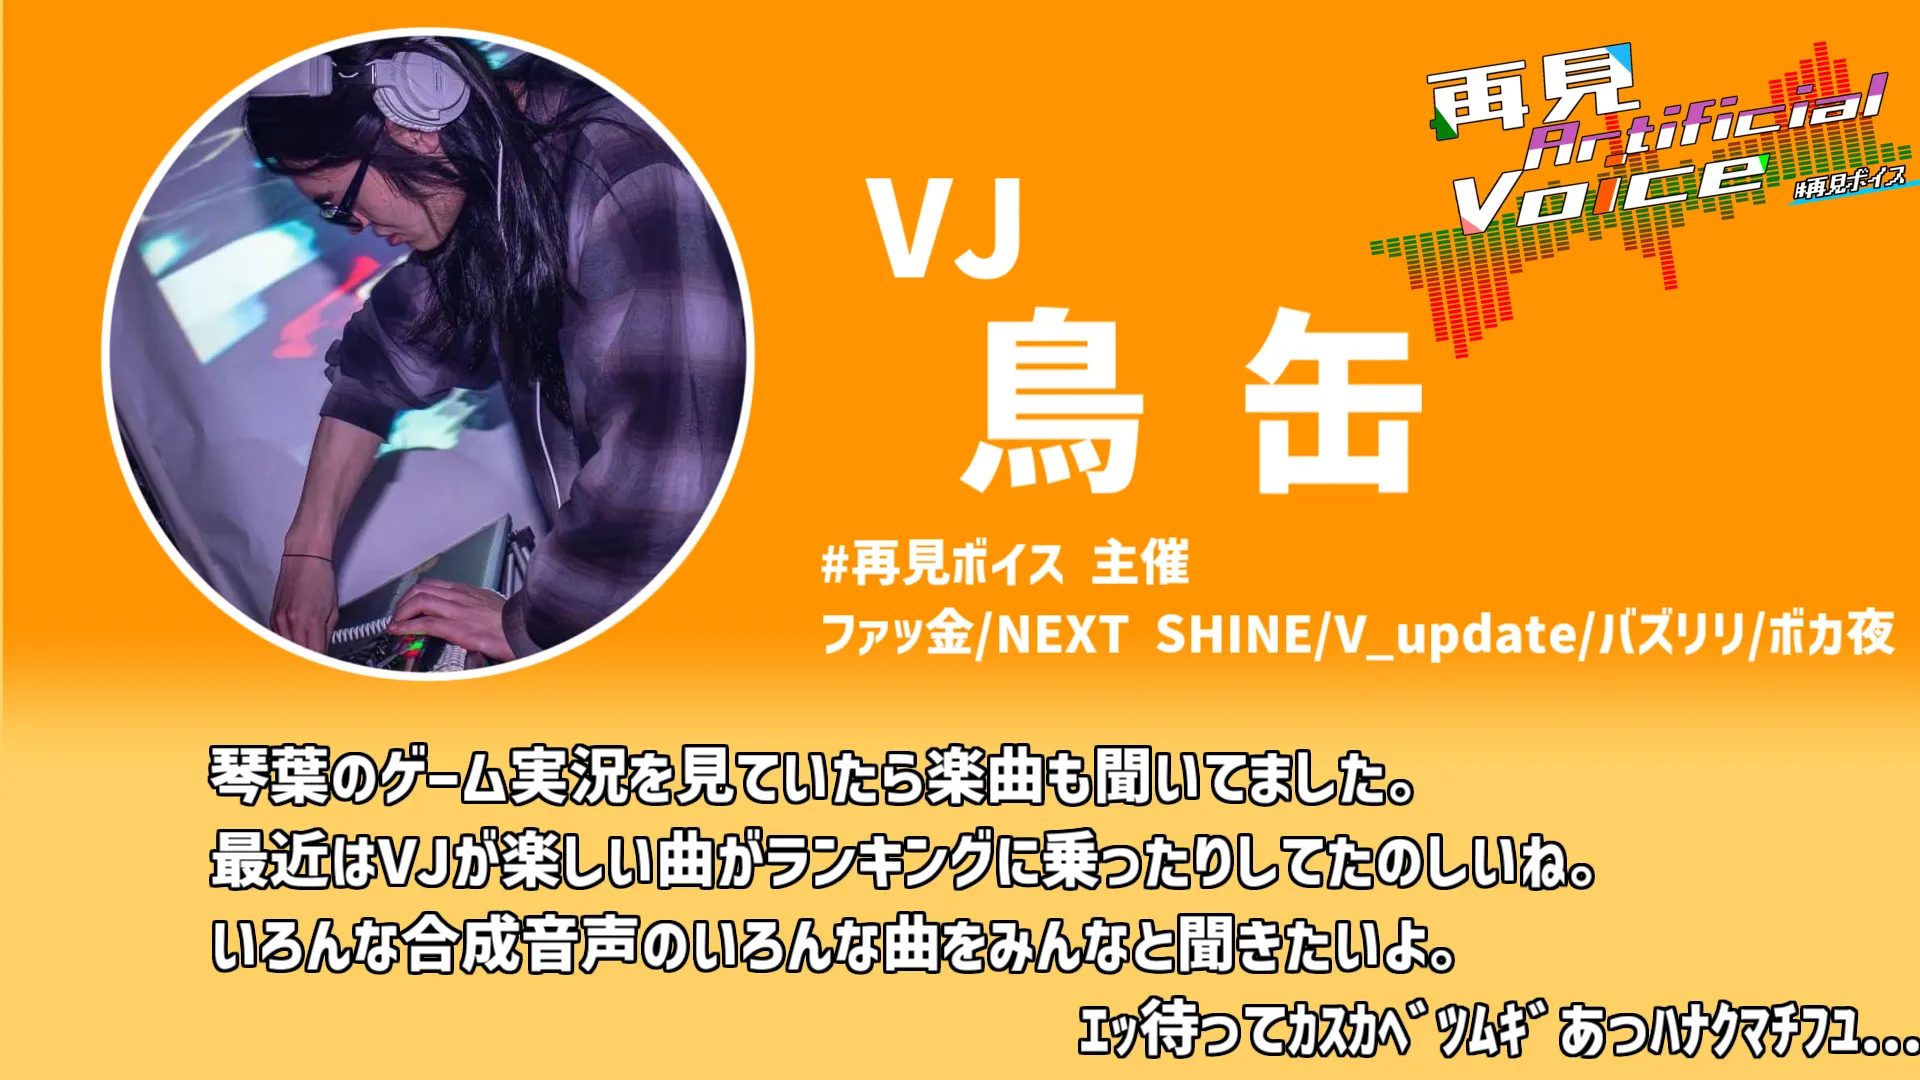 再見
Artificial
Voice
#再見ボイス
VJ
鳥 缶
#再見ボイス 主催
ファッ金/NEXT SHINE/V_update/バズリリ/ボカ夜
琴葉のゲーム実況を見ていたら楽曲も聞いてました。
最近はVJが楽しい曲がランキングに乗ったりしてたのしいね。
いろんな合成音声のいろんな曲をみんなと聞きたいよ。
ｴｯ待ってｶｽｶﾍﾞﾂﾑｷﾞあっﾊﾅｸﾏﾁﾌﾕ...